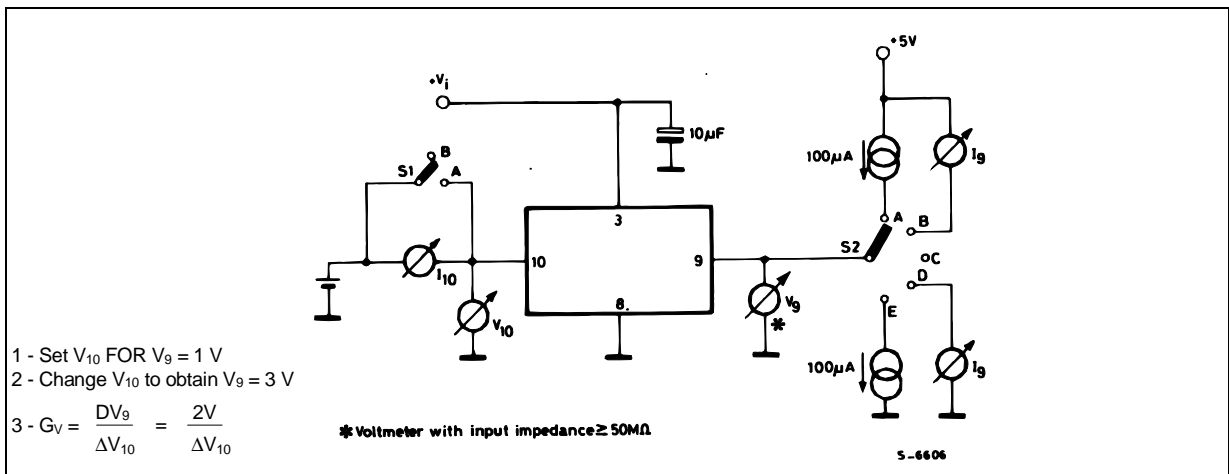 +5V
+Vi
10µF
B
S1
A
100µA
I9
3
A
B
S2
10
9
C
D
I10
V10
V9
*
8.
E
1 - Set V10 FOR V9 = 1 V
2 - Change V10 to obtain V9 = 3 V
100µA
I9
3 - GV = DV9 / ΔV10 = 2V / ΔV10
*Voltmeter with input impedance ≥ 50MΩ
S-6606